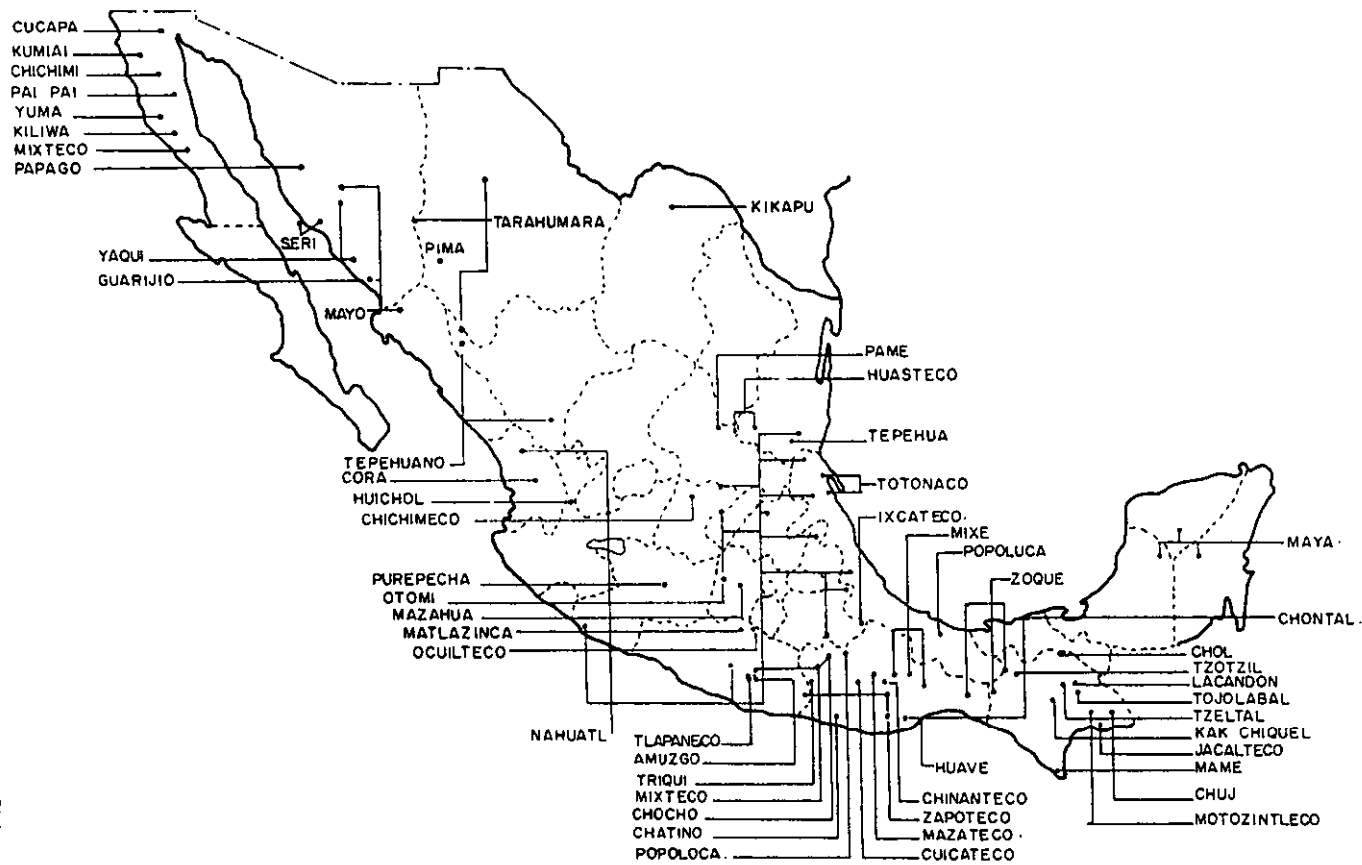 CUCAPA
KUMIAI
CHICHIMI
PAI PAI
YUMA
KILIWA
MIXTECO
PAPAGO
SERI
YAQUI
GUARIJIO
MAYO
TARAHUMARA
PIMA
KIKAPU
PAME
HUASTECO
TEPEHUA
TOTONACO
TEPEHUANO
CORA
HUICHOL
CHICHIMECO
IXCATECO.
MIXE
POPOLUCA
ZOQUE
MAYA.
CHONTAL.
PUREPECHA
OTOMI
MAZAHUA
MATLAZINCA
OCUILTECO
CHOL
TZOTZIL
LACANDON
TOJOLABAL
TZELTAL
KAK CHIQUEL
JACALTECO
MAME
CHUJ
MOTOZINTLECO
NAHUATL
TLAPANECO
AMUZGO
TRIQUI
MIXTECO
CHOCHO
CHATINO
POPOLOCA.
HUAVE
CHINANTECO
ZAPOTECO
MAZATECO.
CUICATECO